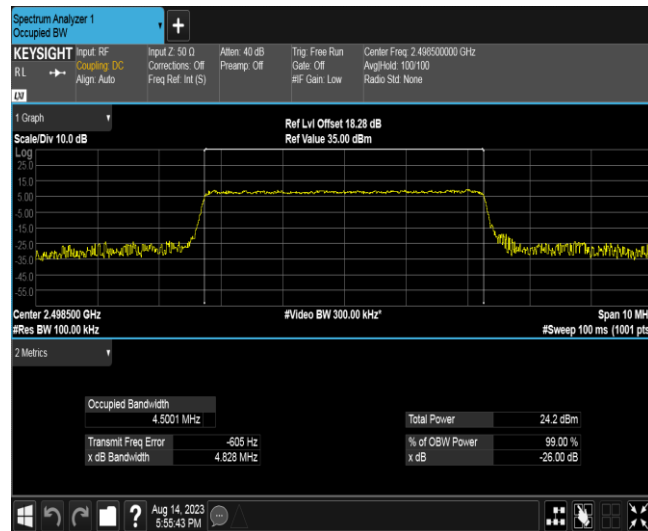 Spectrum Analyzer 1
Occupied BW
+
KEYSIGHT
RL
LXI
Input: RF
Coupling: DC
Align: Auto
Input Z: 50 Ω
Corrections: Off
Freq Ref: Int (S)
Atten: 40 dB
Preamp: Off
Trig: Free Run
Gate: Off
#IF Gain: Low
Center Freq: 2.498500000 GHz
Avg|Hold: 100/100
Radio Std: None
1 Graph
Scale/Div 10.0 dB
Ref Lvl Offset 18.28 dB
Ref Value 35.00 dBm
Log
25.0
15.0
5.00
-5.00
-15.0
-25.0
-35.0
-45.0
-55.0
Center 2.498500 GHz
#Res BW 100.00 kHz
#Video BW 300.00 kHz*
Span 10 MH
#Sweep 100 ms (1001 pts
2 Metrics
Occupied Bandwidth
4.5001 MHz
Transmit Freq Error -605 Hz
x dB Bandwidth 4.828 MHz
Total Power 24.2 dBm
% of OBW Power 99.00 %
x dB -26.00 dB
?
Aug 14, 2023
5:55:43 PM